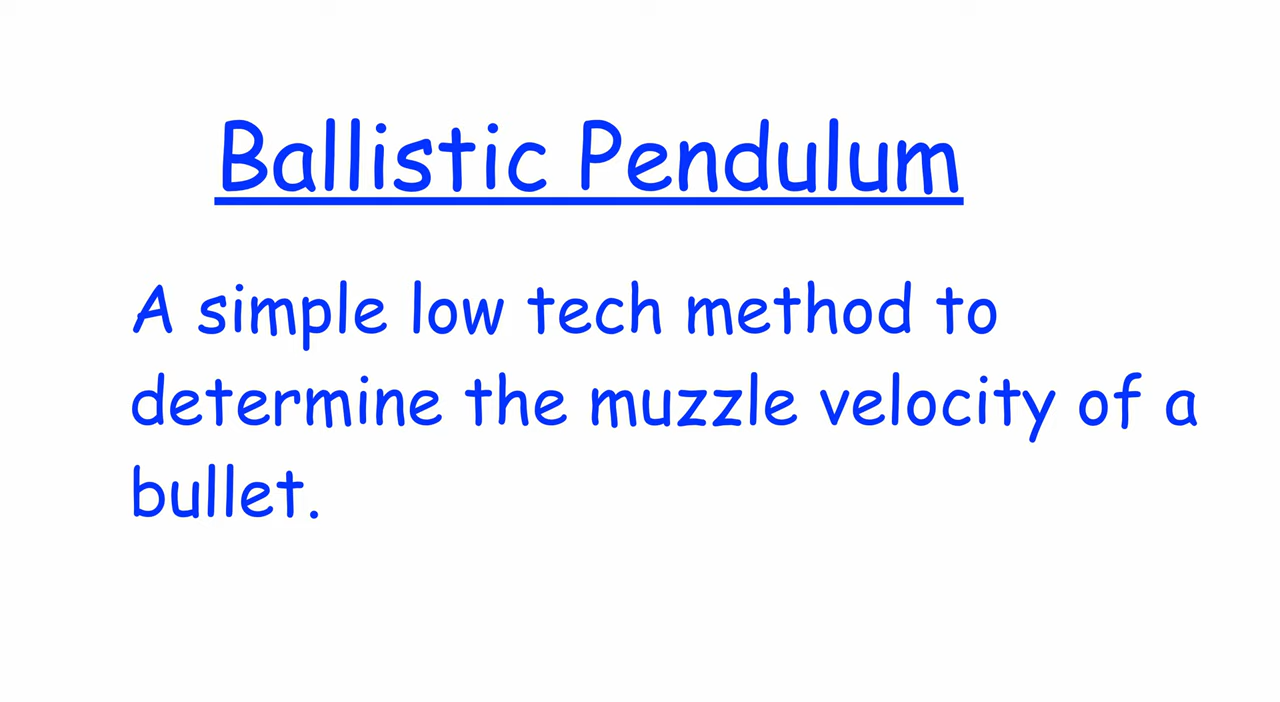 Ballistic Pendulum
A simple low tech method to
determine the muzzle velocity of a
bullet.